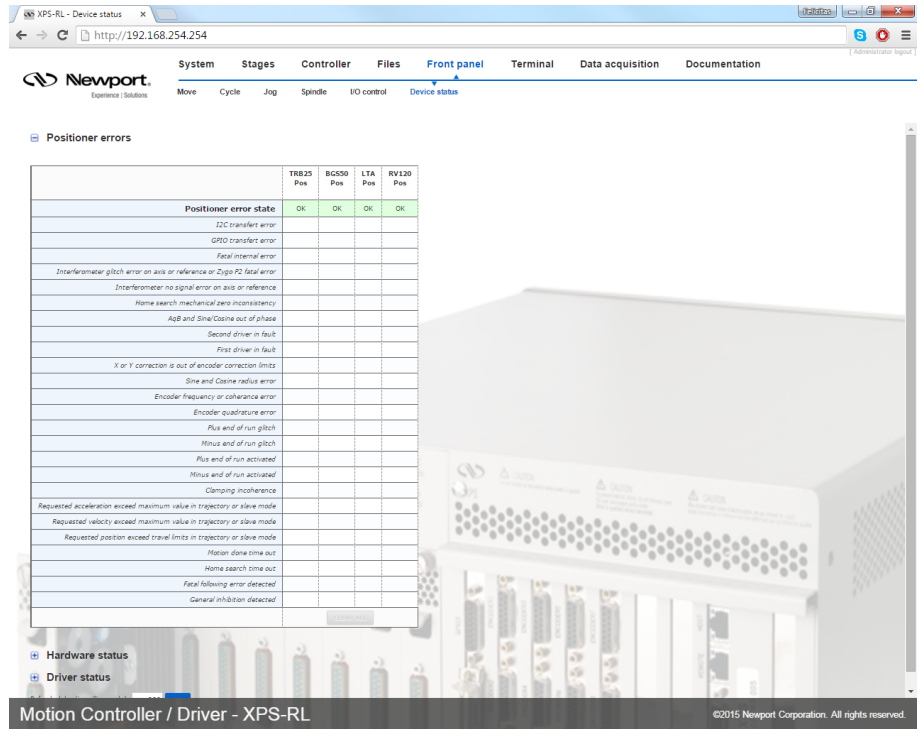 XPS-RL - Device status
Felicitas
http://192.168.254.254
[ Administrator logout ]
Newport.
Experience | Solutions
System Stages Controller Files Front panel Terminal Data acquisition Documentation
Move Cycle Jog Spindle I/O control Device status
Positioner errors
TRB25 Pos BGS50 Pos LTA Pos RV120 Pos
Positioner error state OK OK OK OK
I2C transfert error
GPIO transfert error
Fatal internal error
Interferometer glitch error on axis or reference or Zygo P2 fatal error
Interferometer no signal error on axis or reference
Home search mechanical zero inconsistency
AqB and Sine/Cosine out of phase
Second driver in fault
First driver in fault
X or Y correction is out of encoder correction limits
Sine and Cosine radius error
Encoder frequency or coherance error
Encoder quadrature error
Plus end of run glitch
Minus end of run glitch
Plus end of run activated
Minus end of run activated
Clamping incoherence
Requested acceleration exceed maximum value in trajectory or slave mode
Requested velocity exceed maximum value in trajectory or slave mode
Requested position exceed travel limits in trajectory or slave mode
Motion done time out
Home search time out
Fatal following error detected
General inhibition detected
CAUTION
CAUTION
CAUTION
Hardware status
Driver status
Motion Controller / Driver - XPS-RL
©2015 Newport Corporation. All rights reserved.